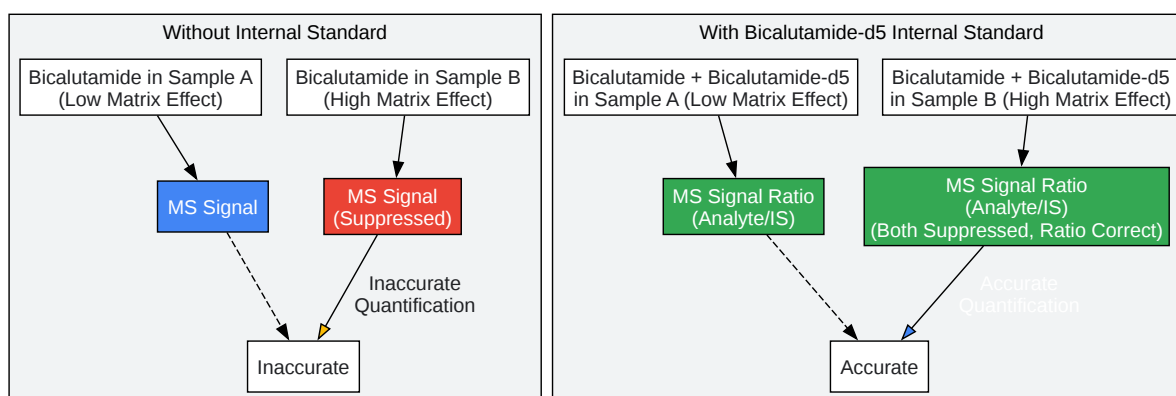 Without Internal Standard
Bicalutamide in Sample A
(Low Matrix Effect)
Bicalutamide in Sample B
(High Matrix Effect)
MS Signal
MS Signal
(Suppressed)
Inaccurate
Quantification
Inaccurate
With Bicalutamide-d5 Internal Standard
Bicalutamide + Bicalutamide-d5
in Sample A (Low Matrix Effect)
Bicalutamide + Bicalutamide-d5
in Sample B (High Matrix Effect)
MS Signal Ratio
(Analyte/IS)
MS Signal Ratio
(Analyte/IS)
(Both Suppressed, Ratio Correct)
Accurate
Quantification
Accurate